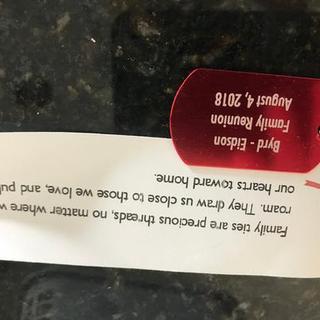 Family ties are precious threads, no matter where
roam. They draw us close to those we love, and
our hearts toward home.
Byrd - Eidson
Family Reunion
August 4, 2018